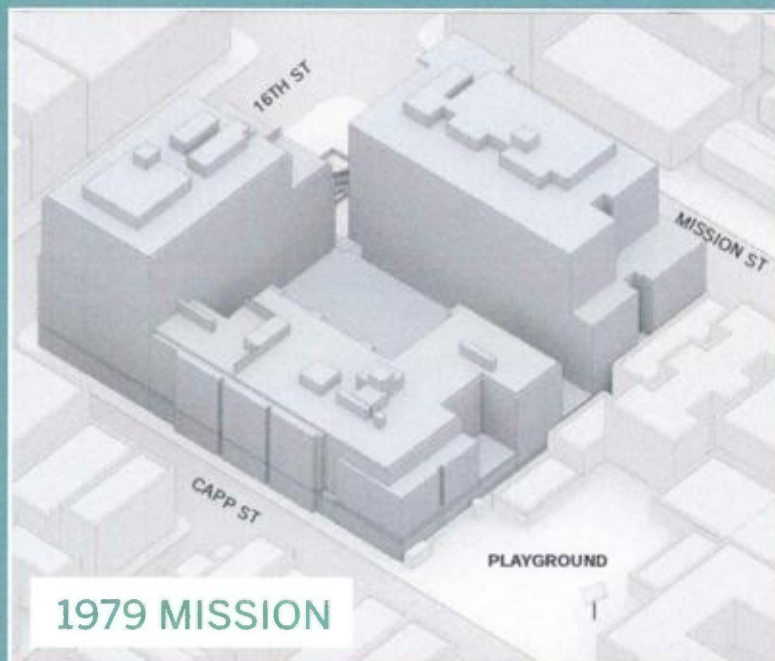 16TH ST
MISSION ST
CAPP ST
PLAYGROUND
1979 MISSION